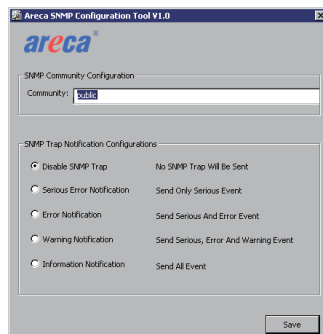 Areca SNMP Configuration Tool V1.0
areca®
SNMP Community Configuration
Community: public
SNMP Trap Notification Configurations
Disable SNMP Trap No SNMP Trap Will Be Sent
Serious Error Notification Send Only Serious Event
Error Notification Send Serious And Error Event
Warning Notification Send Serious, Error And Warning Event
Information Notification Send All Event
Save